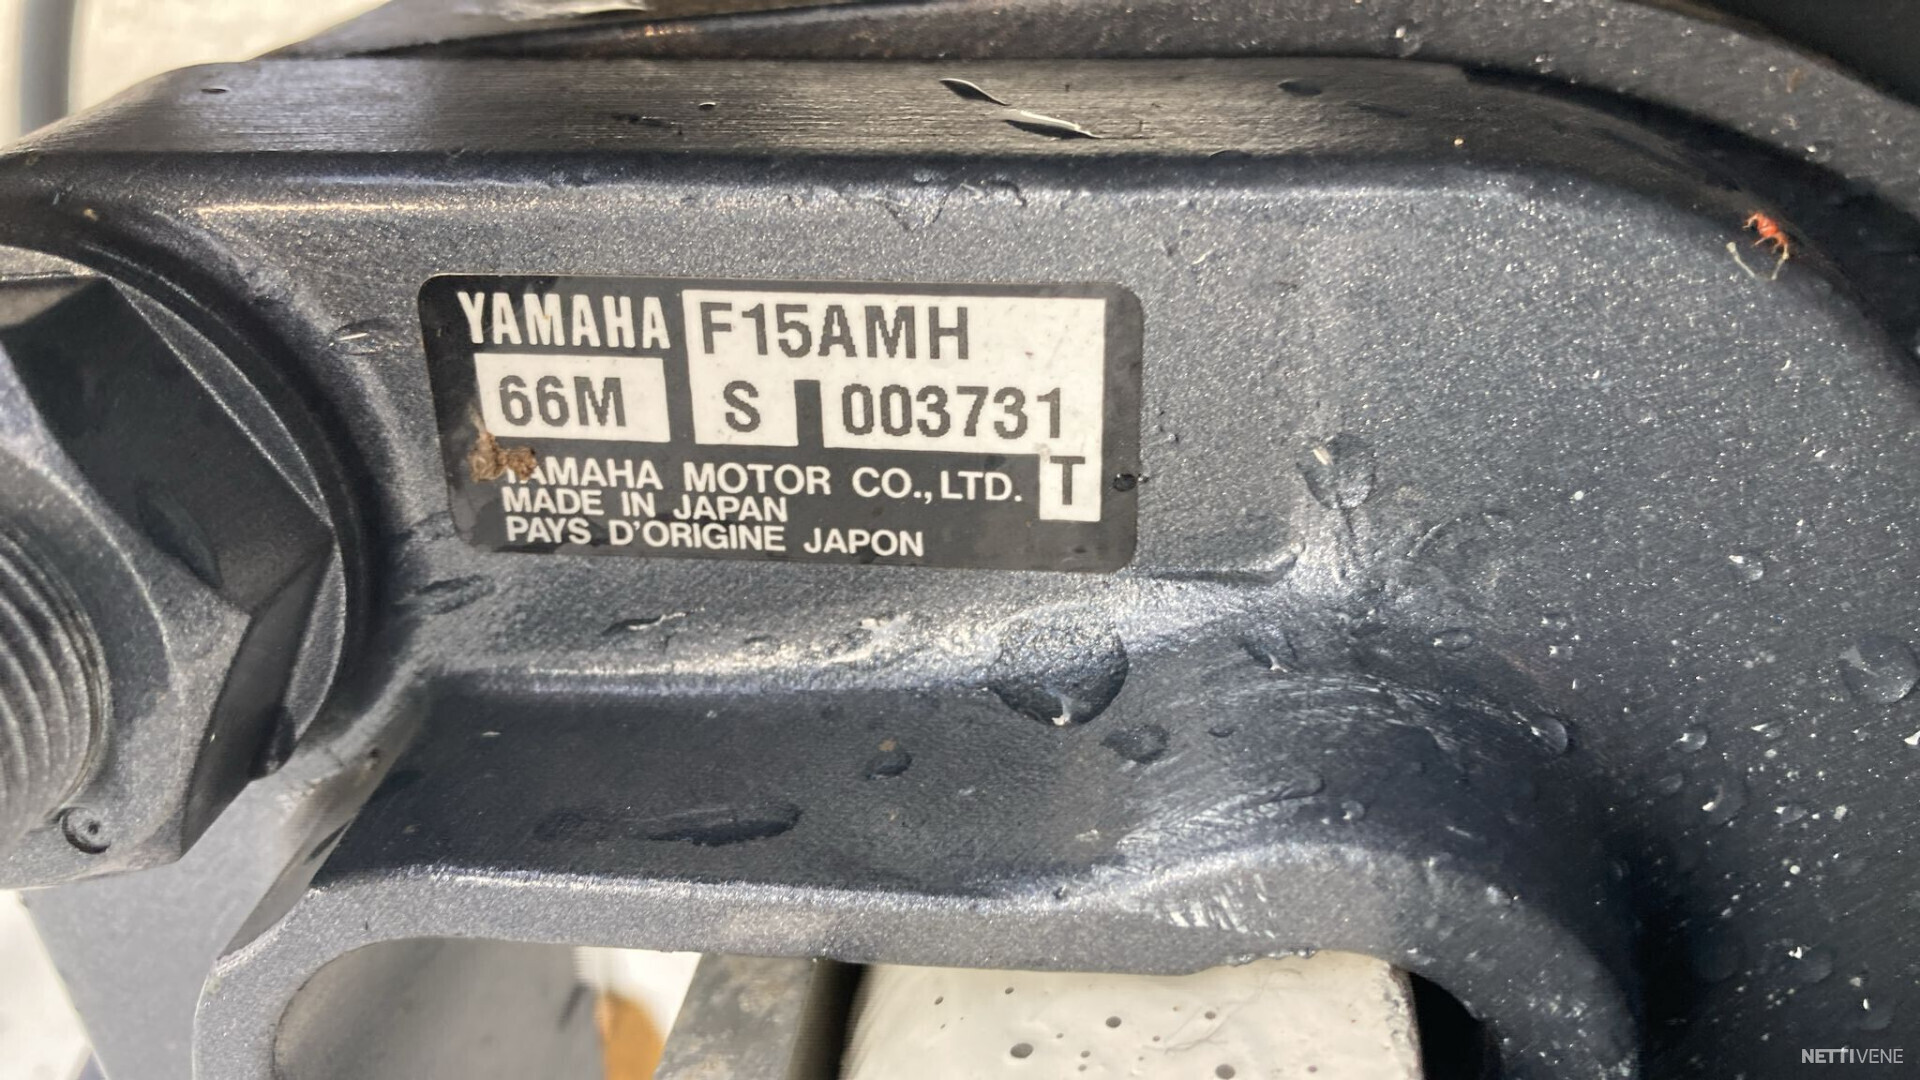 YAMAHA F15AMH
66M S 003731
YAMAHA MOTOR CO., LTD. T
MADE IN JAPAN
PAYS D'ORIGINE JAPON
NETTIVENE